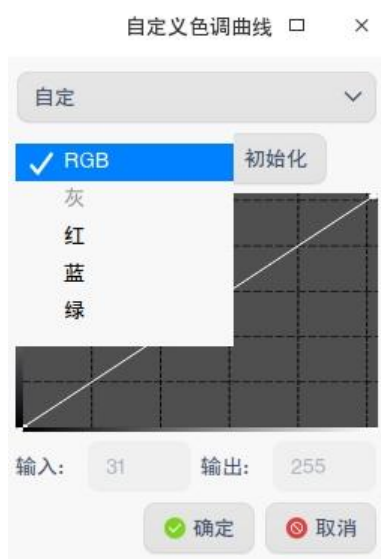 自定义色调曲线
自定
RGB
初始化
灰
红
蓝
绿
输入: 31 输出: 255
确定 取消